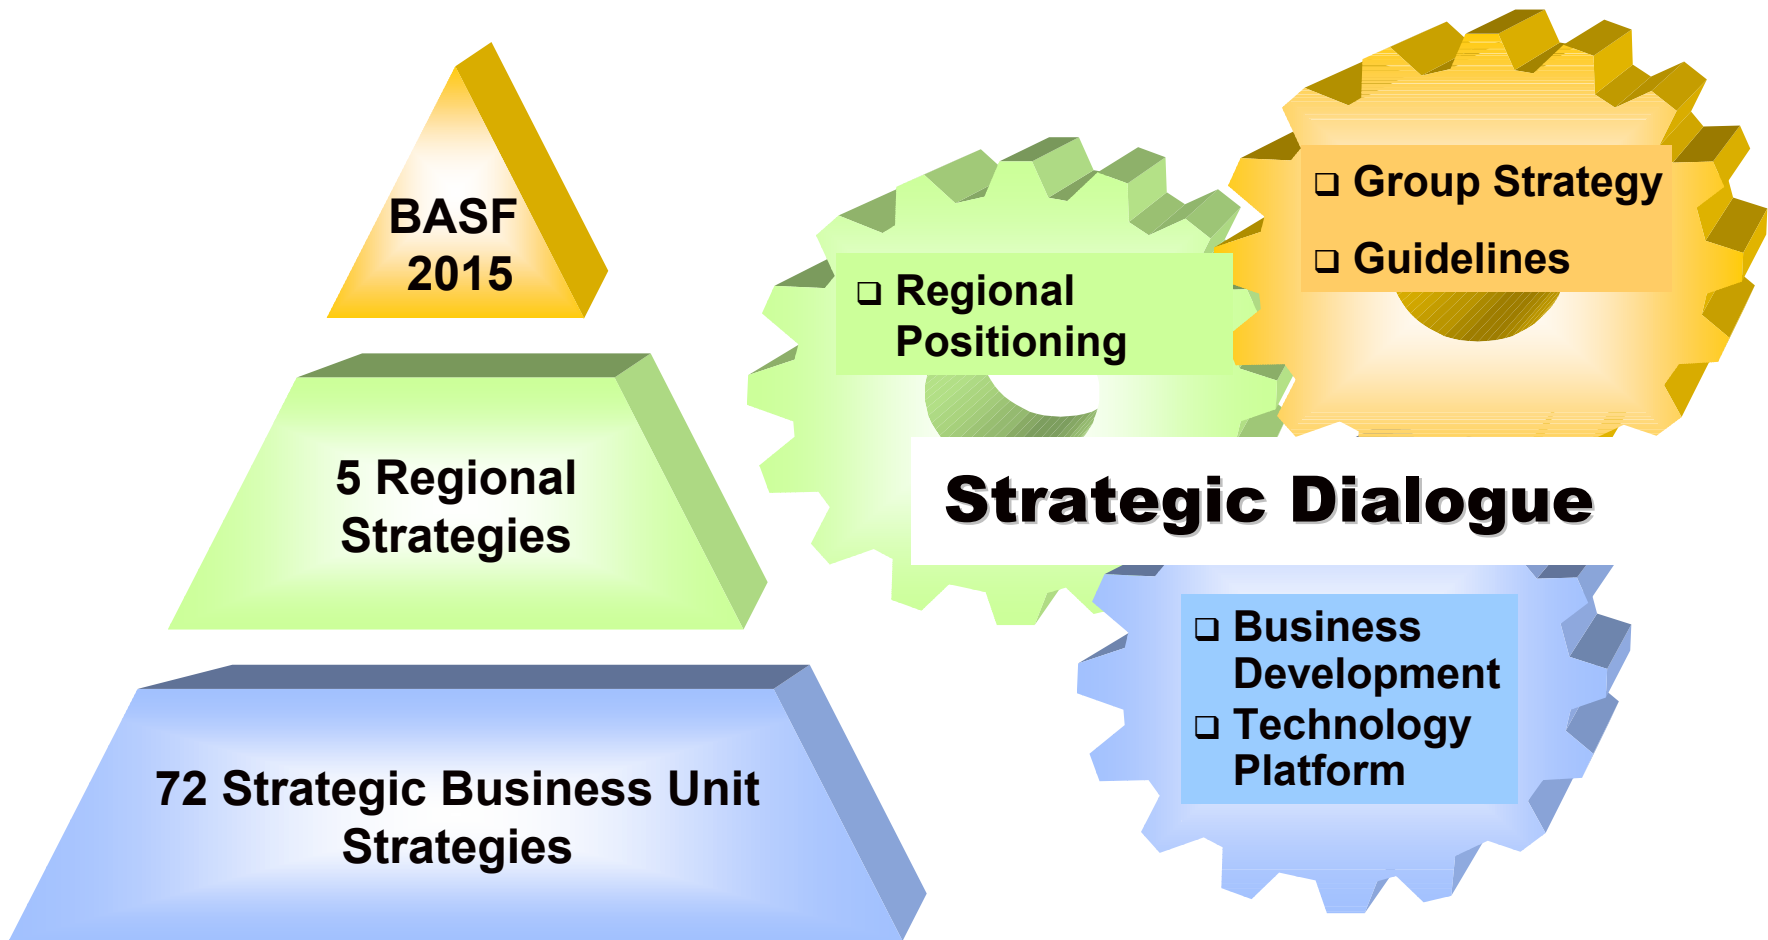 BASF
2015
5 Regional
Strategies
72 Strategic Business Unit
Strategies
❑ Regional
Positioning
❑ Group Strategy
❑ Guidelines
Strategic Dialogue
❑ Business
Development
❑ Technology
Platform